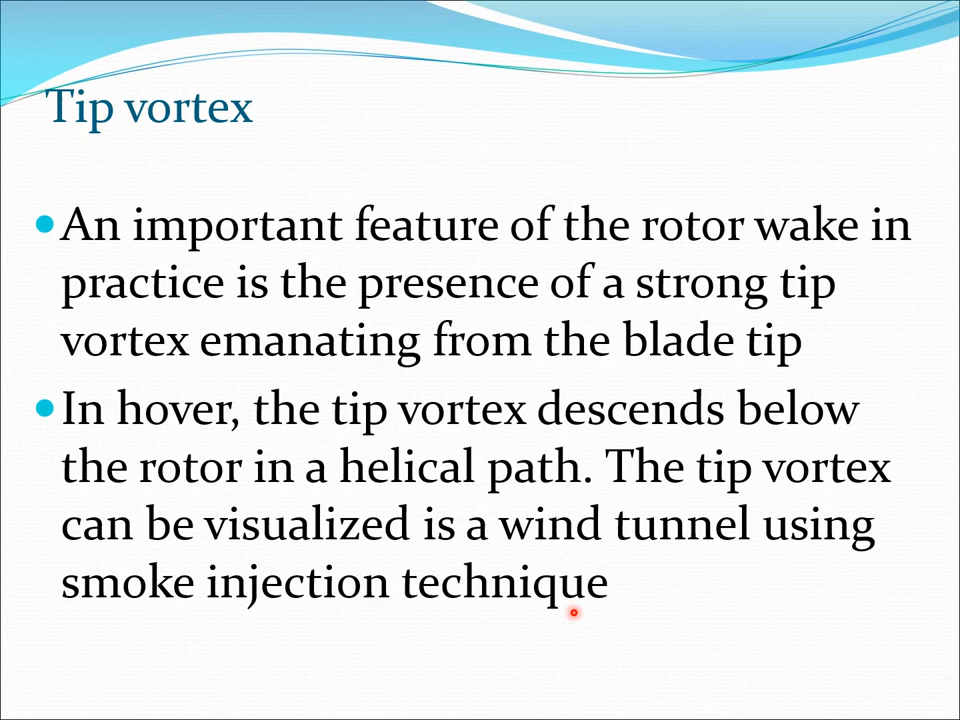 Tip vortex
An important feature of the rotor wake in
practice is the presence of a strong tip
vortex emanating from the blade tip
In hover, the tip vortex descends below
the rotor in a helical path. The tip vortex
can be visualized is a wind tunnel using
smoke injection technique